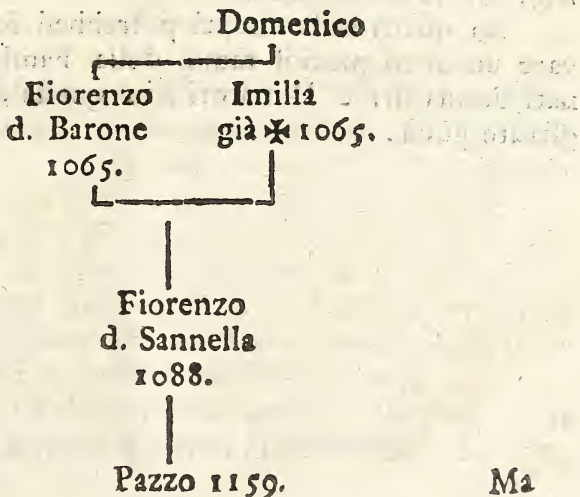 Domenico
Fiorenzo Imilia
d. Barone già ✠ 1065.
1065.
Fiorenzo
d. Sannella
1088.
Pazzo 1159. Ma